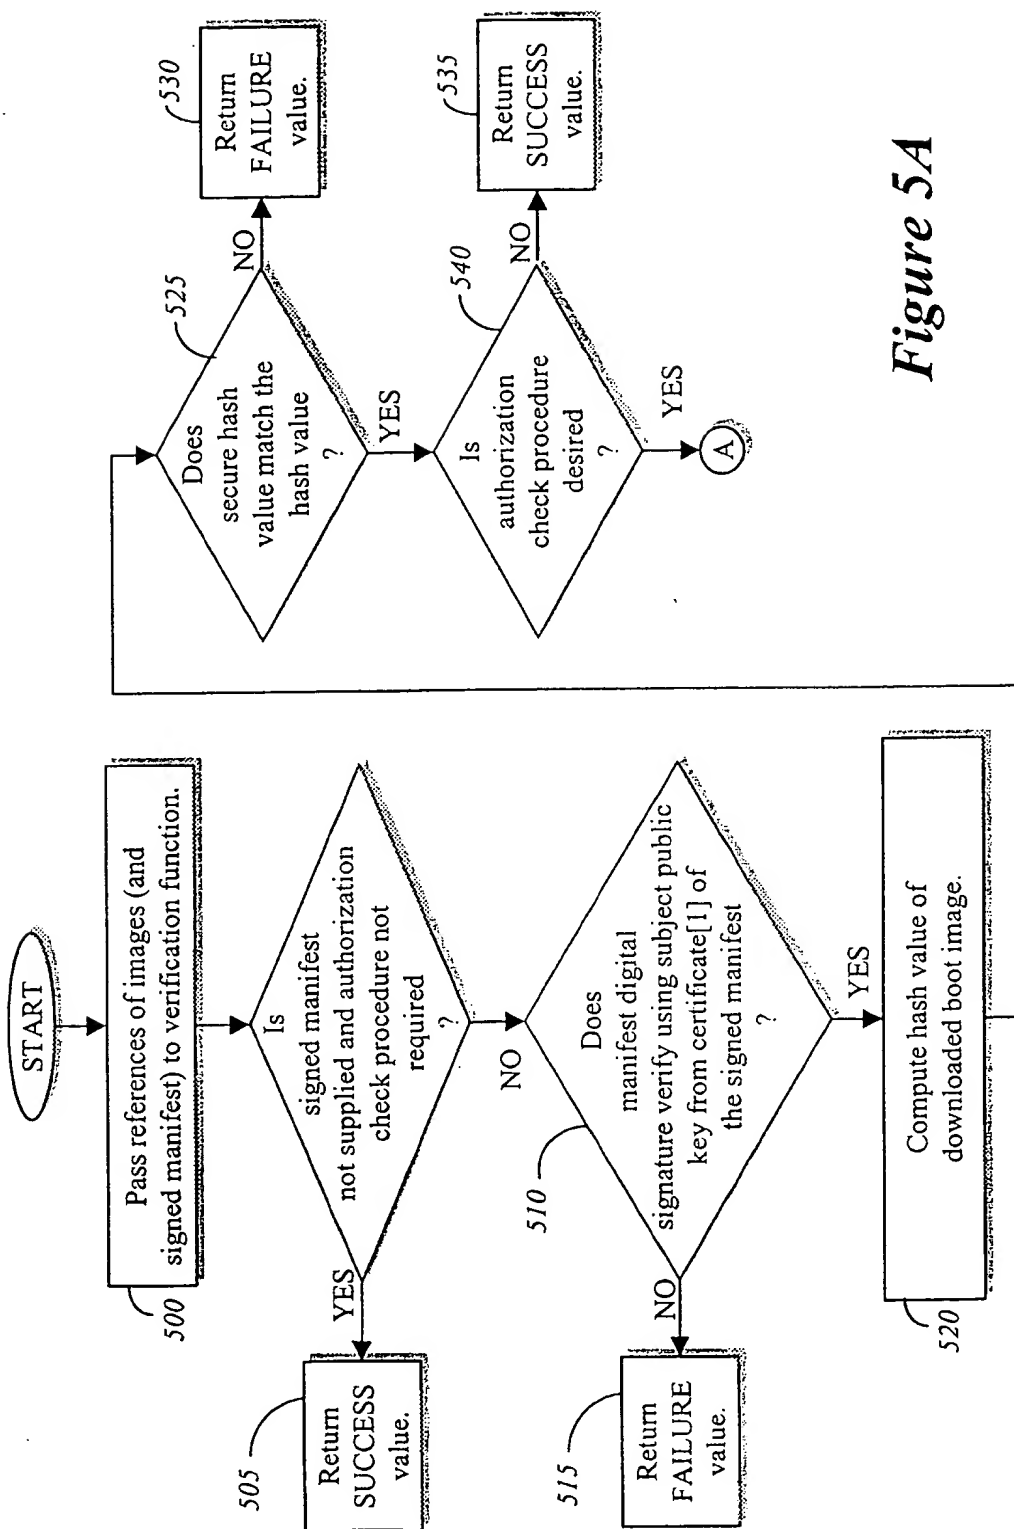 START
Pass references of images (and
signed manifest) to verification function.
500
Is
signed manifest
not supplied and authorization
check procedure not
required
?
YES
505
Return
SUCCESS
value.
NO
510
Does
manifest digital
signature verify using subject public
key from certificate[1] of
the signed manifest
?
NO
515
Return
FAILURE
value.
YES
520
Compute hash value of
downloaded boot image.
525
Does
secure hash
value match the
hash value
?
NO
530
Return
FAILURE
value.
YES
540
Is
authorization
check procedure
desired
?
NO
535
Return
SUCCESS
value.
YES
A
Figure 5A